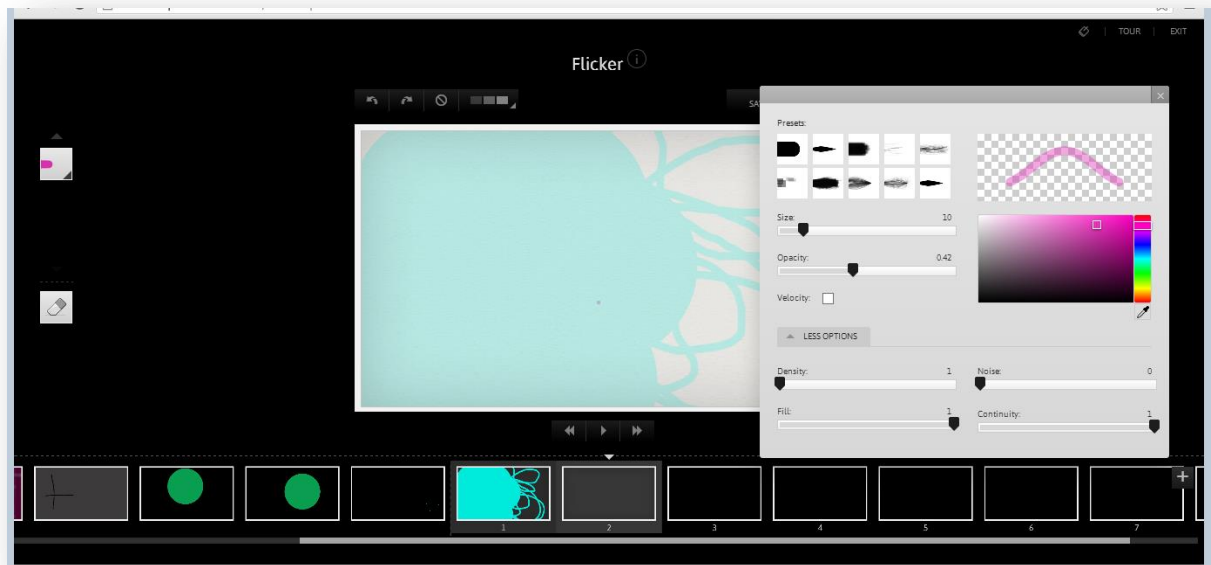 TOUR | EXIT
Flicker i
Presets:
Size: 10
Opacity: 0.42
Velocity:
LESS OPTIONS
Density: 1
Noise: 0
Fill: 1
Continuity: 1
1 2 3 4 5 6 7